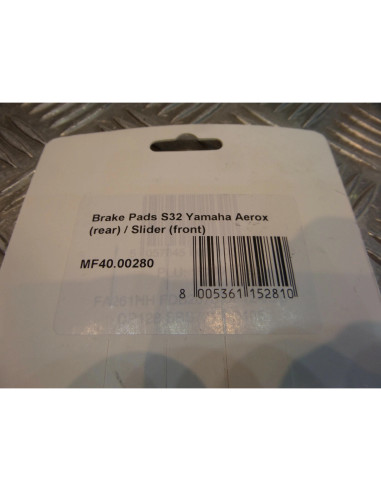 Brake Pads S32 Yamaha Aerox
(rear) / Slider (front)
MF40.00280
8 005361 152810